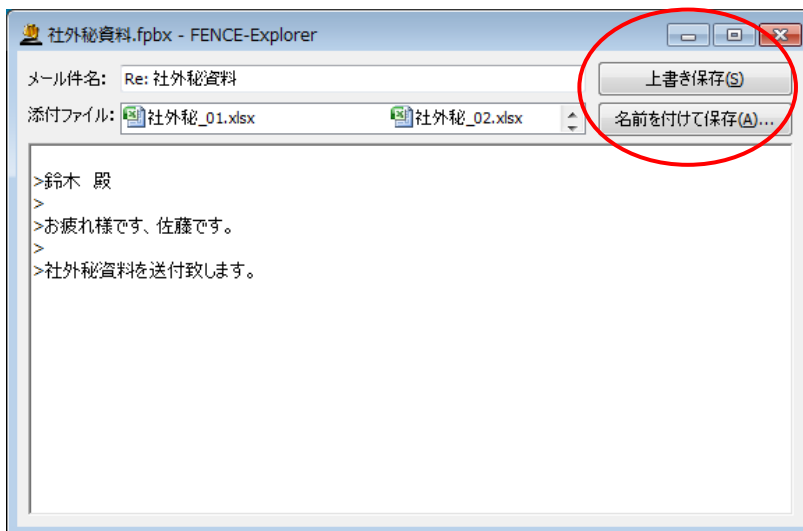 社外秘資料.fpbx - FENCE-Explorer
メール件名: Re: 社外秘資料
上書き保存(S)
添付ファイル: 社外秘_01.xlsx 社外秘_02.xlsx
名前を付けて保存(A)...
>鈴木 殿
>
>お疲れ様です、佐藤です。
>
>社外秘資料を送付致します。